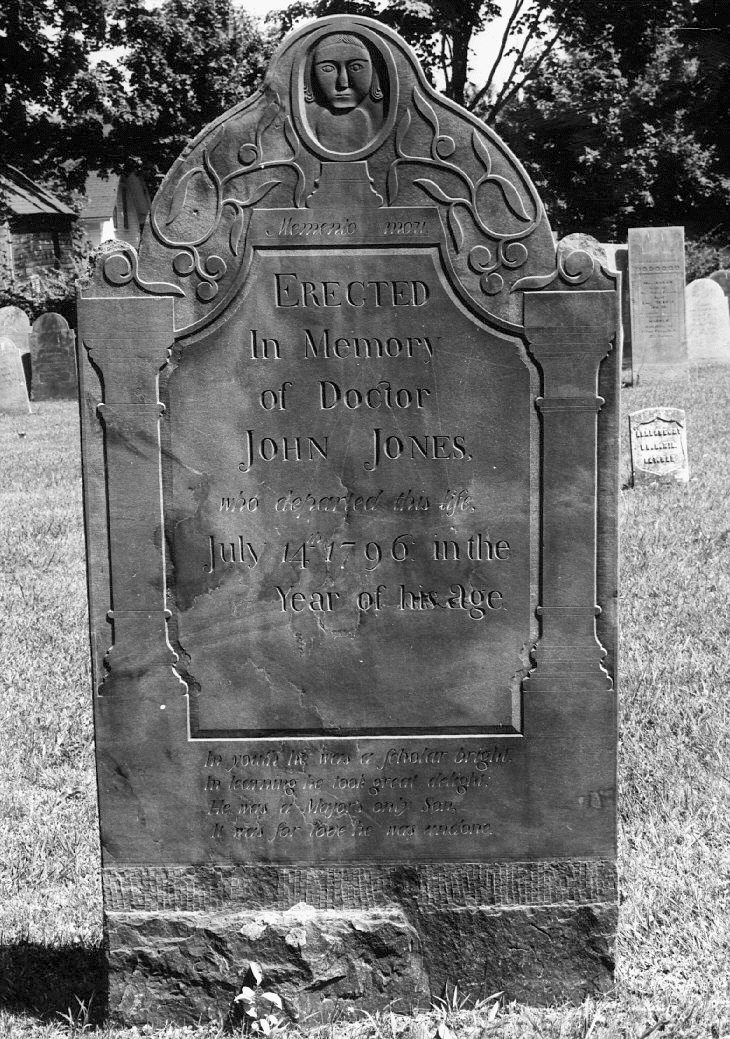 Memento mori.
ERECTED
In Memory
of Doctor
JOHN JONES,
who departed this life,
July 14th 1796 in the
Year of his age.
In youth he was a scholar bright,
In learning he took great delight;
He was a Major's only Son,
It was for love he was undone.